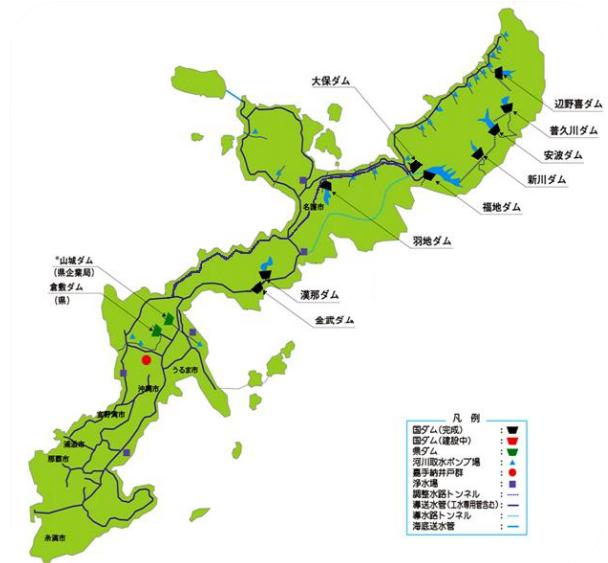 大保ダム
辺野喜ダム
普久川ダム
安波ダム
新川ダム
福地ダム
名護市
羽地ダム
*山城ダム
(県企業局)
倉敷ダム
(県)
漢那ダム
金武ダム
うるま市
沖縄市
宜野湾市
浦添市
那覇市
糸満市
凡 例
国ダム(完成) :
国ダム(建設中) :
県ダム :
河川取水ポンプ場 :
嘉手納井戸群 :
浄水場 :
調整水路トンネル :
導送水管(工水専用管含む) :
導水路トンネル :
海底送水管 :